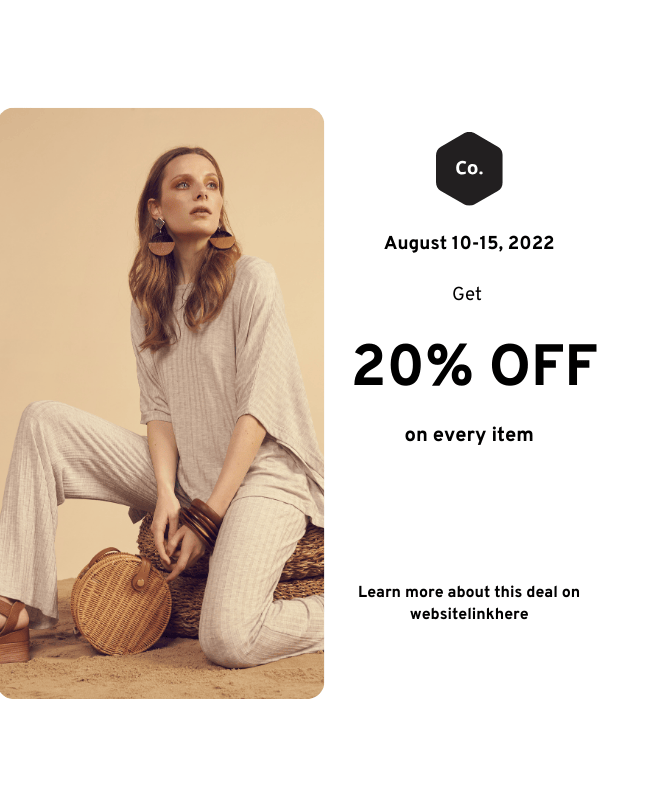 Co.
August 10-15, 2022
Get
20% OFF
on every item
Learn more about this deal on
websitelinkhere